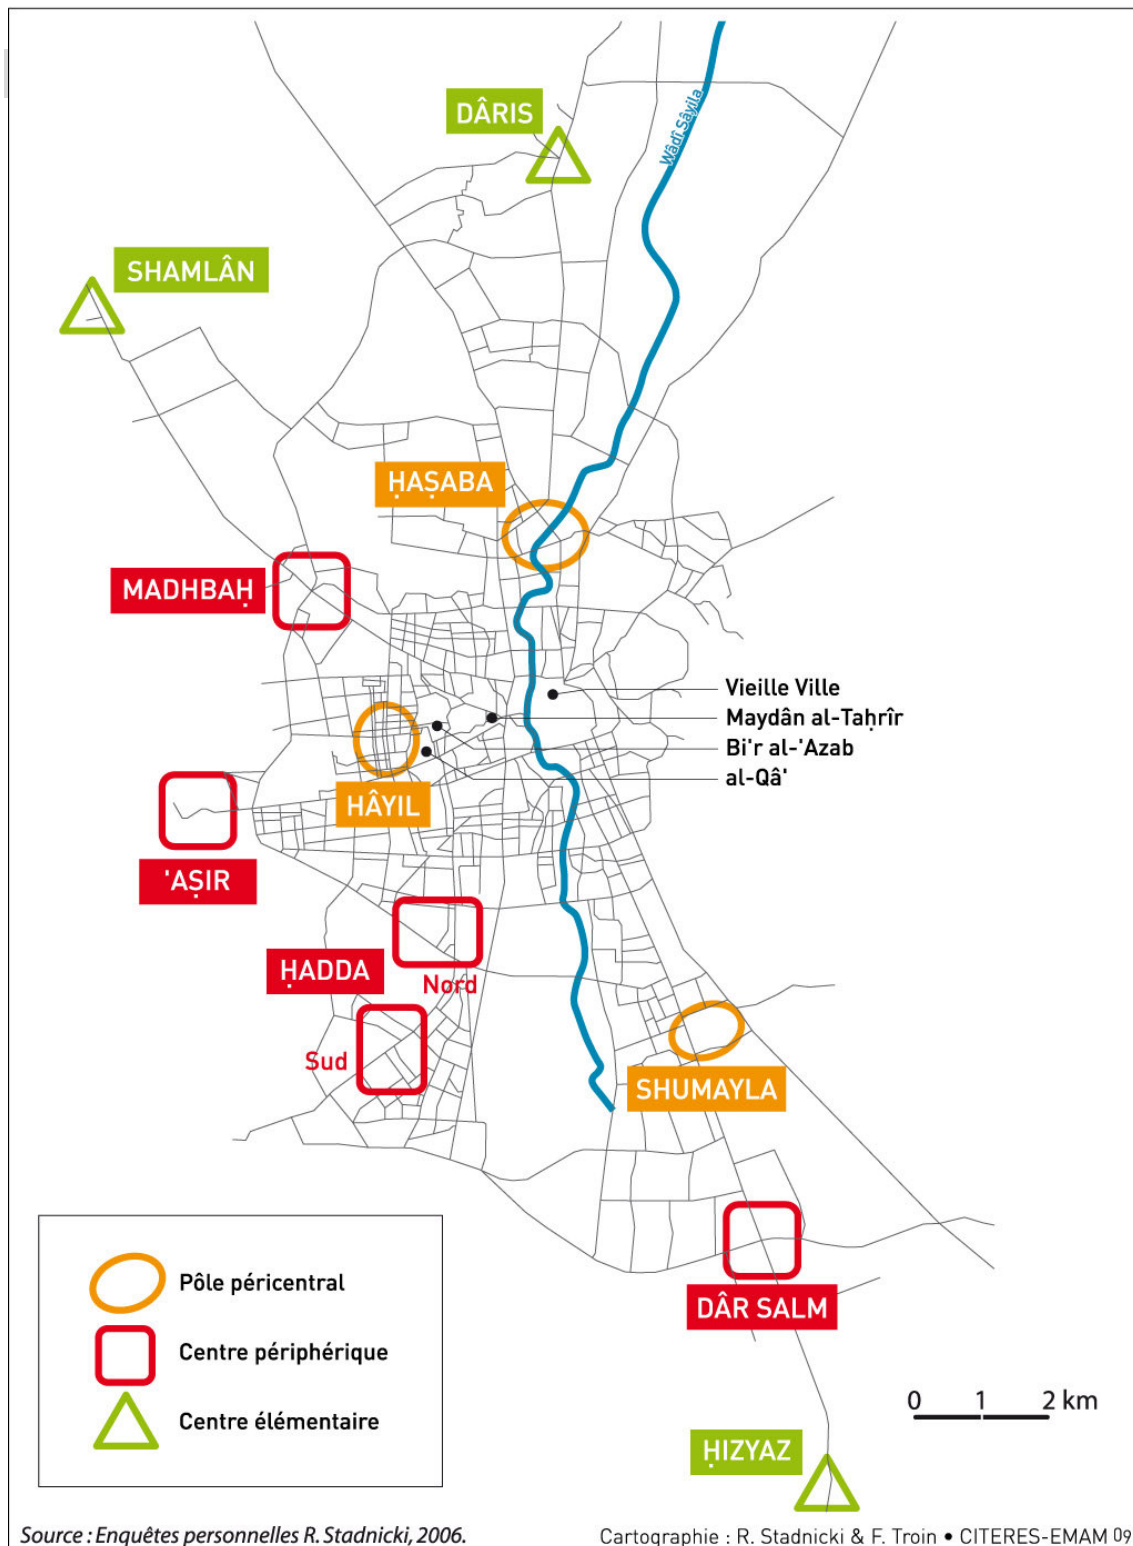 DÂRIS
Wâdî Sâyila
SHAMLÂN
ḤAṢABA
MADHBAḤ
Vieille Ville
Maydân al-Taḥrîr
Bi'r al-'Azab
al-Qâ'
HÂYIL
'AṢIR
ḤADDA
Nord
Sud
SHUMAYLA
Pôle péricentral
Centre périphérique
Centre élémentaire
DÂR SALM
0 1 2 km
ḤIZYAZ
Source : Enquêtes personnelles R. Stadnicki, 2006.
Cartographie : R. Stadnicki & F. Troin • CITERES-EMAM 09